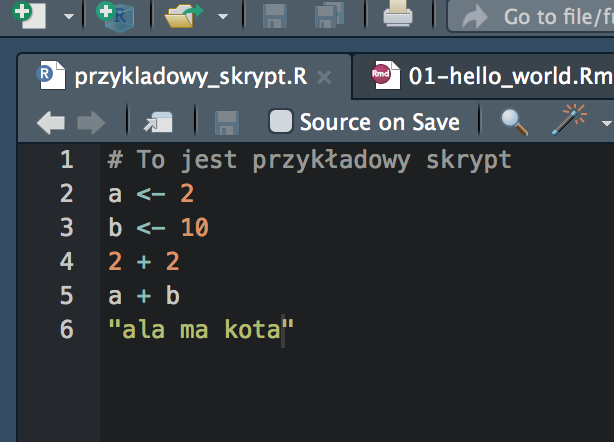 Go to file/fu
przykladowy_skrypt.R
Rmd 01-hello_world.Rm
Source on Save
1 # To jest przykładowy skrypt
2 a <- 2
3 b <- 10
4 2 + 2
5 a + b
6 "ala ma kota"